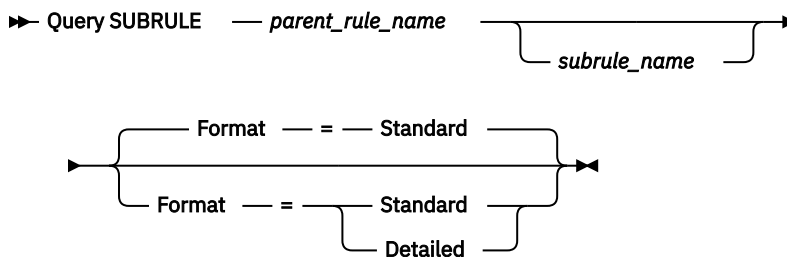 Query SUBRULE parent_rule_name
subrule_name
Format = Standard
Format = Standard
Detailed